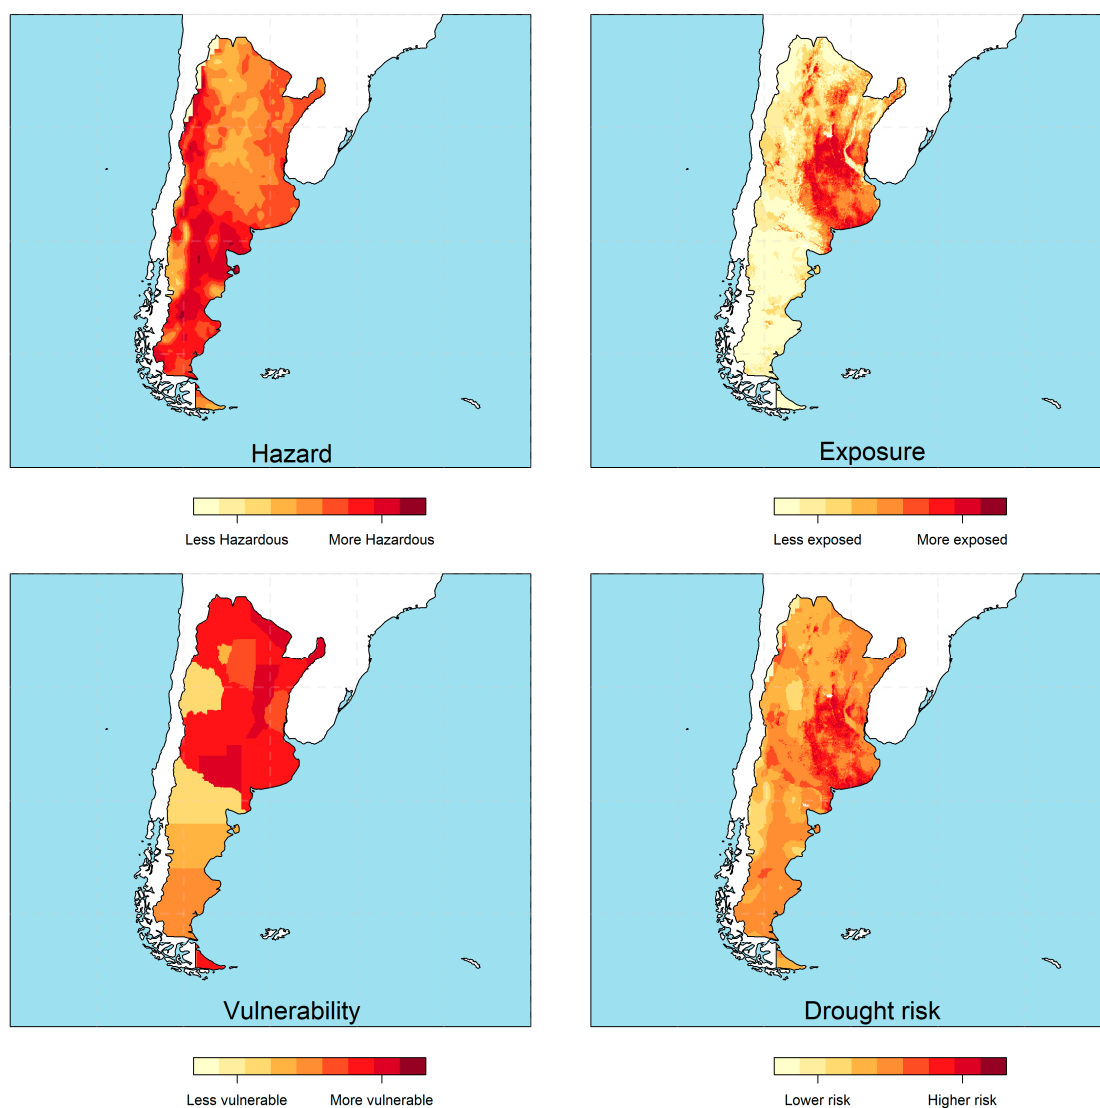 Hazard
Less Hazardous More Hazardous
Exposure
Less exposed More exposed
Vulnerability
Less vulnerable More vulnerable
Drought risk
Lower risk Higher risk